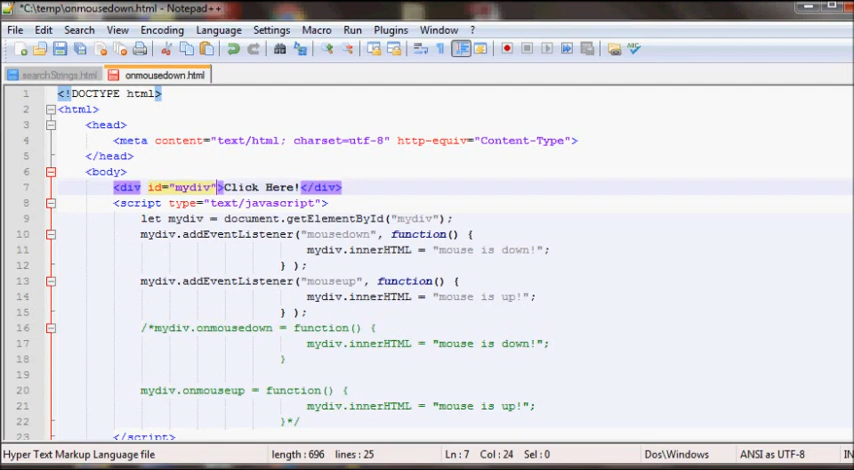 *C:\temp\onmousedown.html - Notepad++
File Edit Search View Encoding Language Settings Macro Run Plugins Window ?
searchStrings.html onmousedown.html
1 <!DOCTYPE html>
2 <html>
3 <head>
4 <meta content="text/html; charset=utf-8" http-equiv="Content-Type">
5 </head>
6 <body>
7 <div id="mydiv">Click Here!</div>
8 <script type="text/javascript">
9 let mydiv = document.getElementById("mydiv");
10 mydiv.addEventListener("mousedown", function() {
11 mydiv.innerHTML = "mouse is down!";
12 } );
13 mydiv.addEventListener("mouseup", function() {
14 mydiv.innerHTML = "mouse is up!";
15 } );
16 /*mydiv.onmousedown = function() {
17 mydiv.innerHTML = "mouse is down!";
18 }
19
20 mydiv.onmouseup = function() {
21 mydiv.innerHTML = "mouse is up!";
22 }*/
23 </script>
Hyper Text Markup Language file length : 696 lines : 25 Ln : 7 Col : 24 Sel : 0 Dos\Windows ANSI as UTF-8 IN